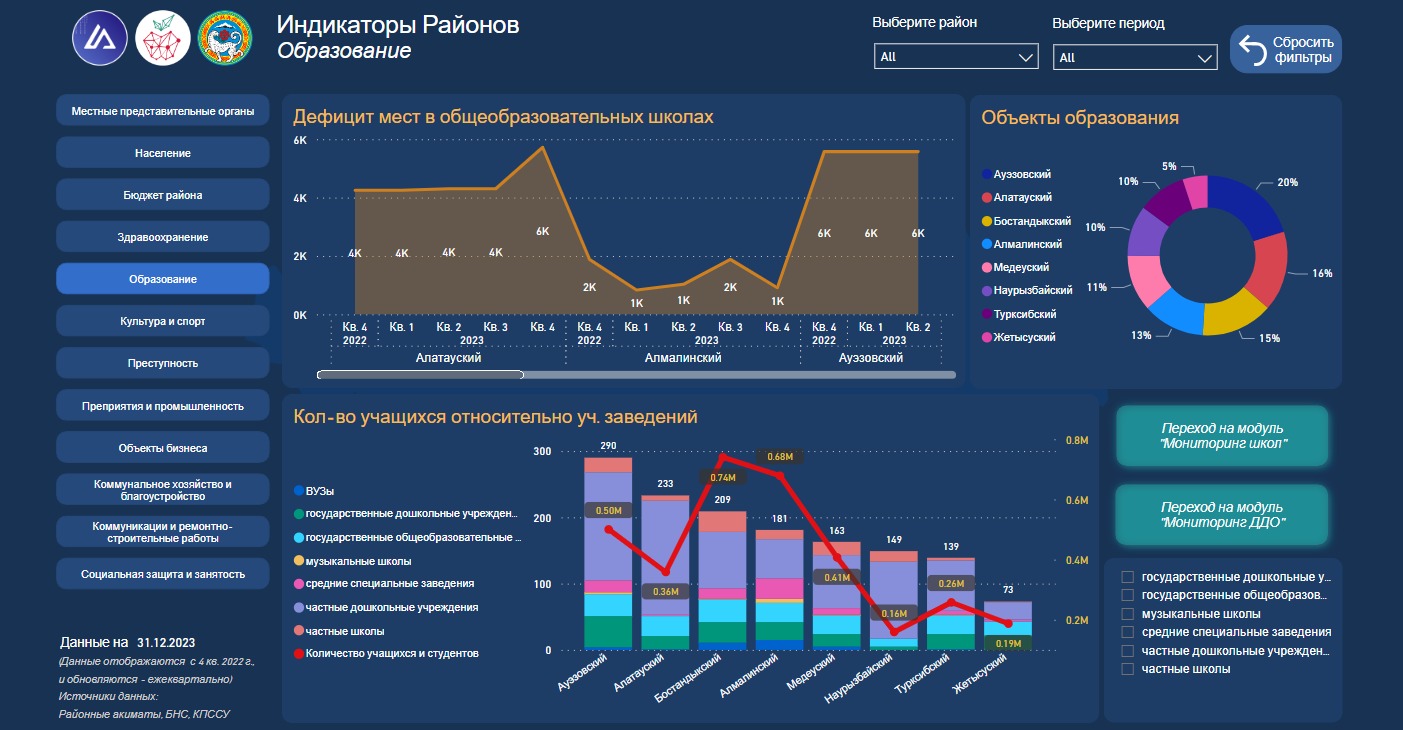 Индикаторы Районов
Образование
Выберите район
All
Выберите период
All
Сбросить
фильтры
Местные представительные органы
Население
Бюджет района
Здравоохранение
Образование
Культура и спорт
Преступность
Преприятия и промышленность
Объекты бизнеса
Коммунальное хозяйство и
благоустройство
Коммуникации и ремонтно-
строительные работы
Социальная защита и занятость
Данные на 31.12.2023
(Данные отображаются с 4 кв. 2022 г.,
и обновляются - ежеквартально)
Источники данных:
Районные акиматы, БНС, КПССУ
Дефицит мест в общеобразовательных школах
6K
4K
2K
0K
4K 4K 4K 4K 6K 2K 1K 1K 2K 1K 6K 6K 6K
Кв. 4 Кв. 1 Кв. 2 Кв. 3 Кв. 4 Кв. 4 Кв. 1 Кв. 2 Кв. 3 Кв. 4 Кв. 4 Кв. 1 Кв. 2
2022 2023 2022 2023 2022 2023
Алатауский Алмалинский Ауэзовский
Объекты образования
Ауэзовский
Алатауский
Бостандыкский
Алмалинский
Медеуский
Наурызбайский
Турксибский
Жетысуский
20%
16%
15%
13%
11%
10%
10%
5%
Кол-во учащихся относительно уч. заведений
ВУЗы
государственные дошкольные учрежден...
государственные общеобразовательные ...
музыкальные школы
средние специальные заведения
частные дошкольные учреждения
частные школы
Количество учащихся и студентов
300
200
100
0
290 233 209 181 163 149 139 73
0.50M 0.36M 0.74M 0.68M 0.41M 0.16M 0.26M 0.19M
0.8M
0.6M
0.4M
0.2M
Ауэзовский Алатауский Бостандыкский Алмалинский Медеуский Наурызбайский Турксибский Жетысуский
Переход на модуль
"Мониторинг школ"
Переход на модуль
"Мониторинг ДДО"
государственные дошкольные у...
государственные общеобразов...
музыкальные школы
средние специальные заведения
частные дошкольные учрежден...
частные школы